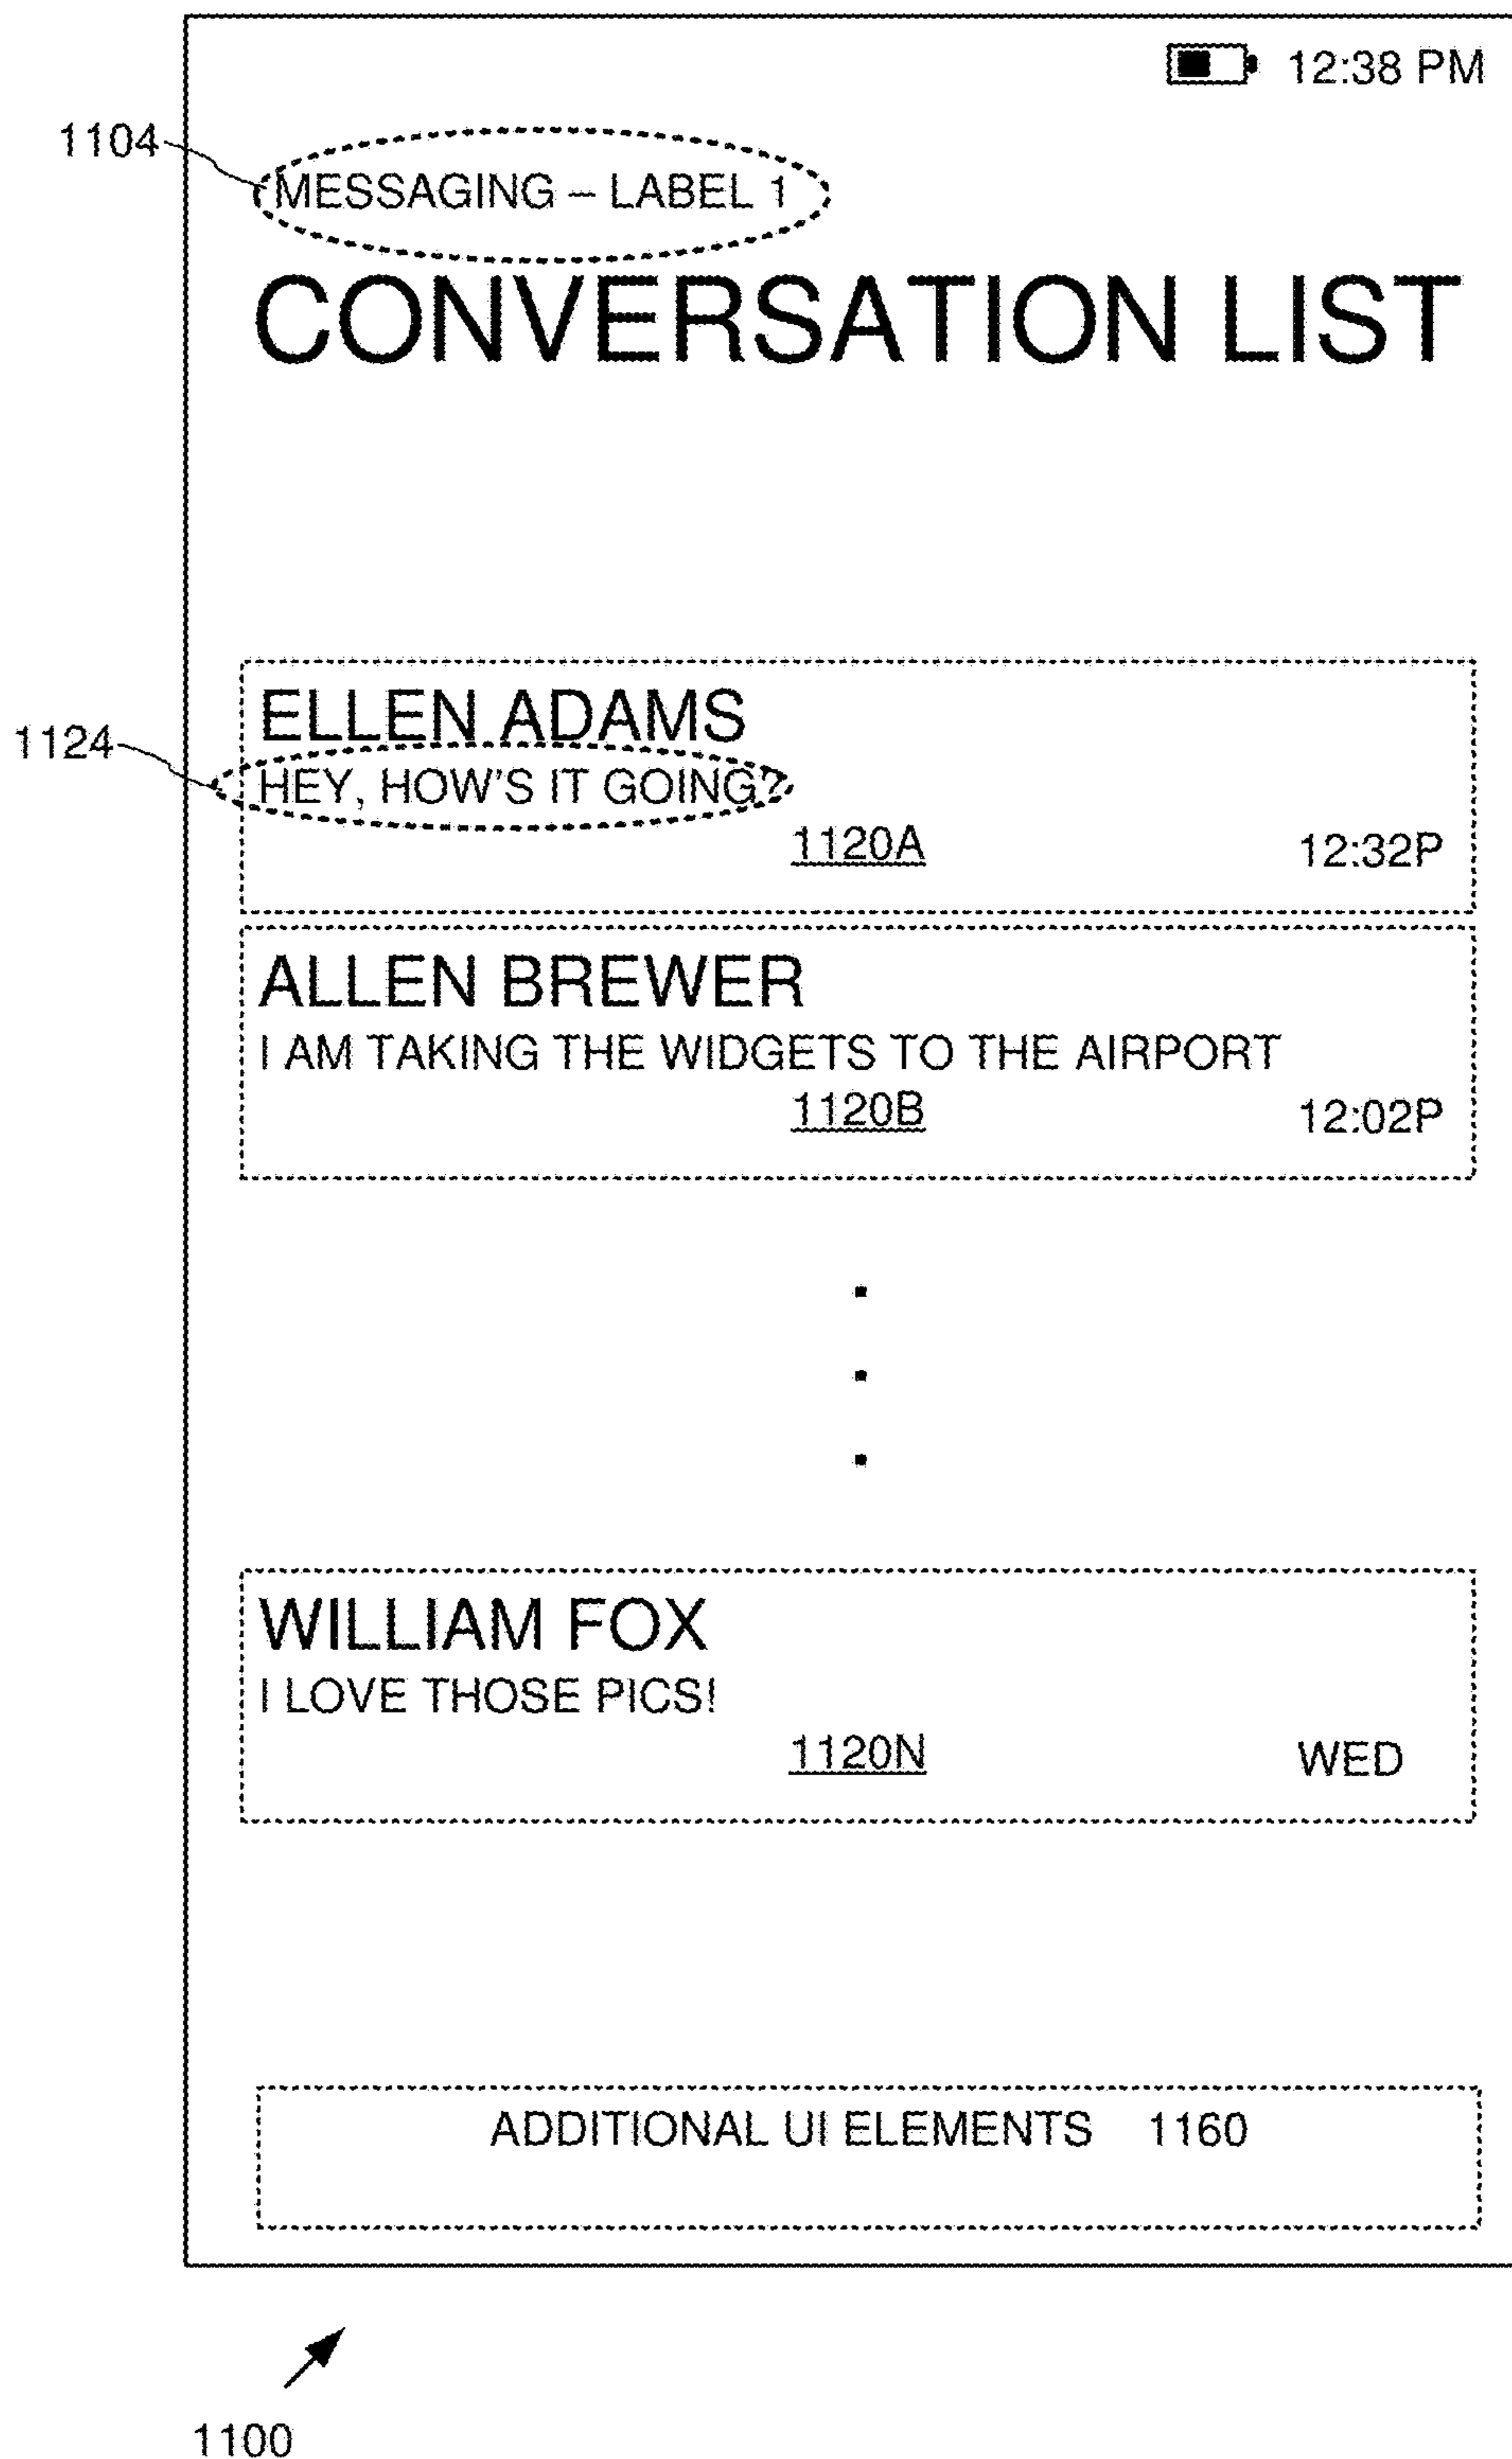 12:38 PM
1104
MESSAGING – LABEL 1
CONVERSATION LIST
ELLEN ADAMS
1124
HEY, HOW'S IT GOING?
1120A 12:32P
ALLEN BREWER
I AM TAKING THE WIDGETS TO THE AIRPORT
1120B 12:02P
WILLIAM FOX
I LOVE THOSE PICS!
1120N WED
ADDITIONAL UI ELEMENTS 1160
1100